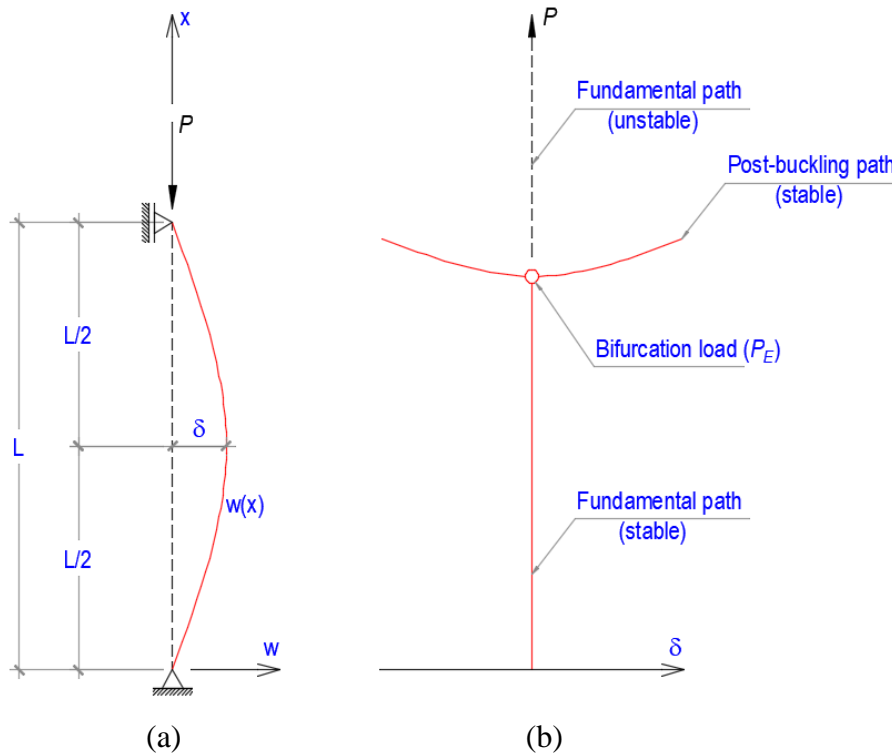 x
P
L/2
L
δ
w(x)
L/2
w
(a)
P
Fundamental path
(unstable)
Post-buckling path
(stable)
Bifurcation load (P_E)
Fundamental path
(stable)
δ
(b)